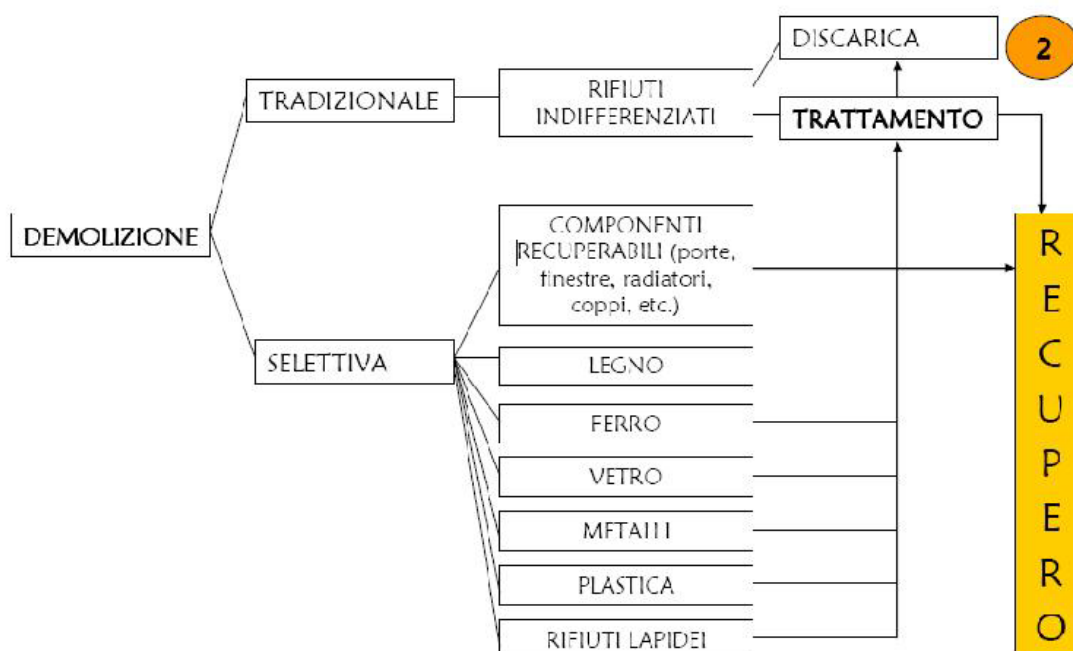 DISCARICA
2
TRADIZIONALE
RIFIUTI
INDIFFERENZIATI
TRATTAMENTO
DEMOLIZIONE
COMPONENTI
RECUPERABILI (porte,
finestre, radiatori,
coppi, etc.)
SELETTIVA
LEGNO
FERRO
VETRO
METALLI
PLASTICA
RIFIUTI LAPIDEI
R
E
C
U
P
E
R
O